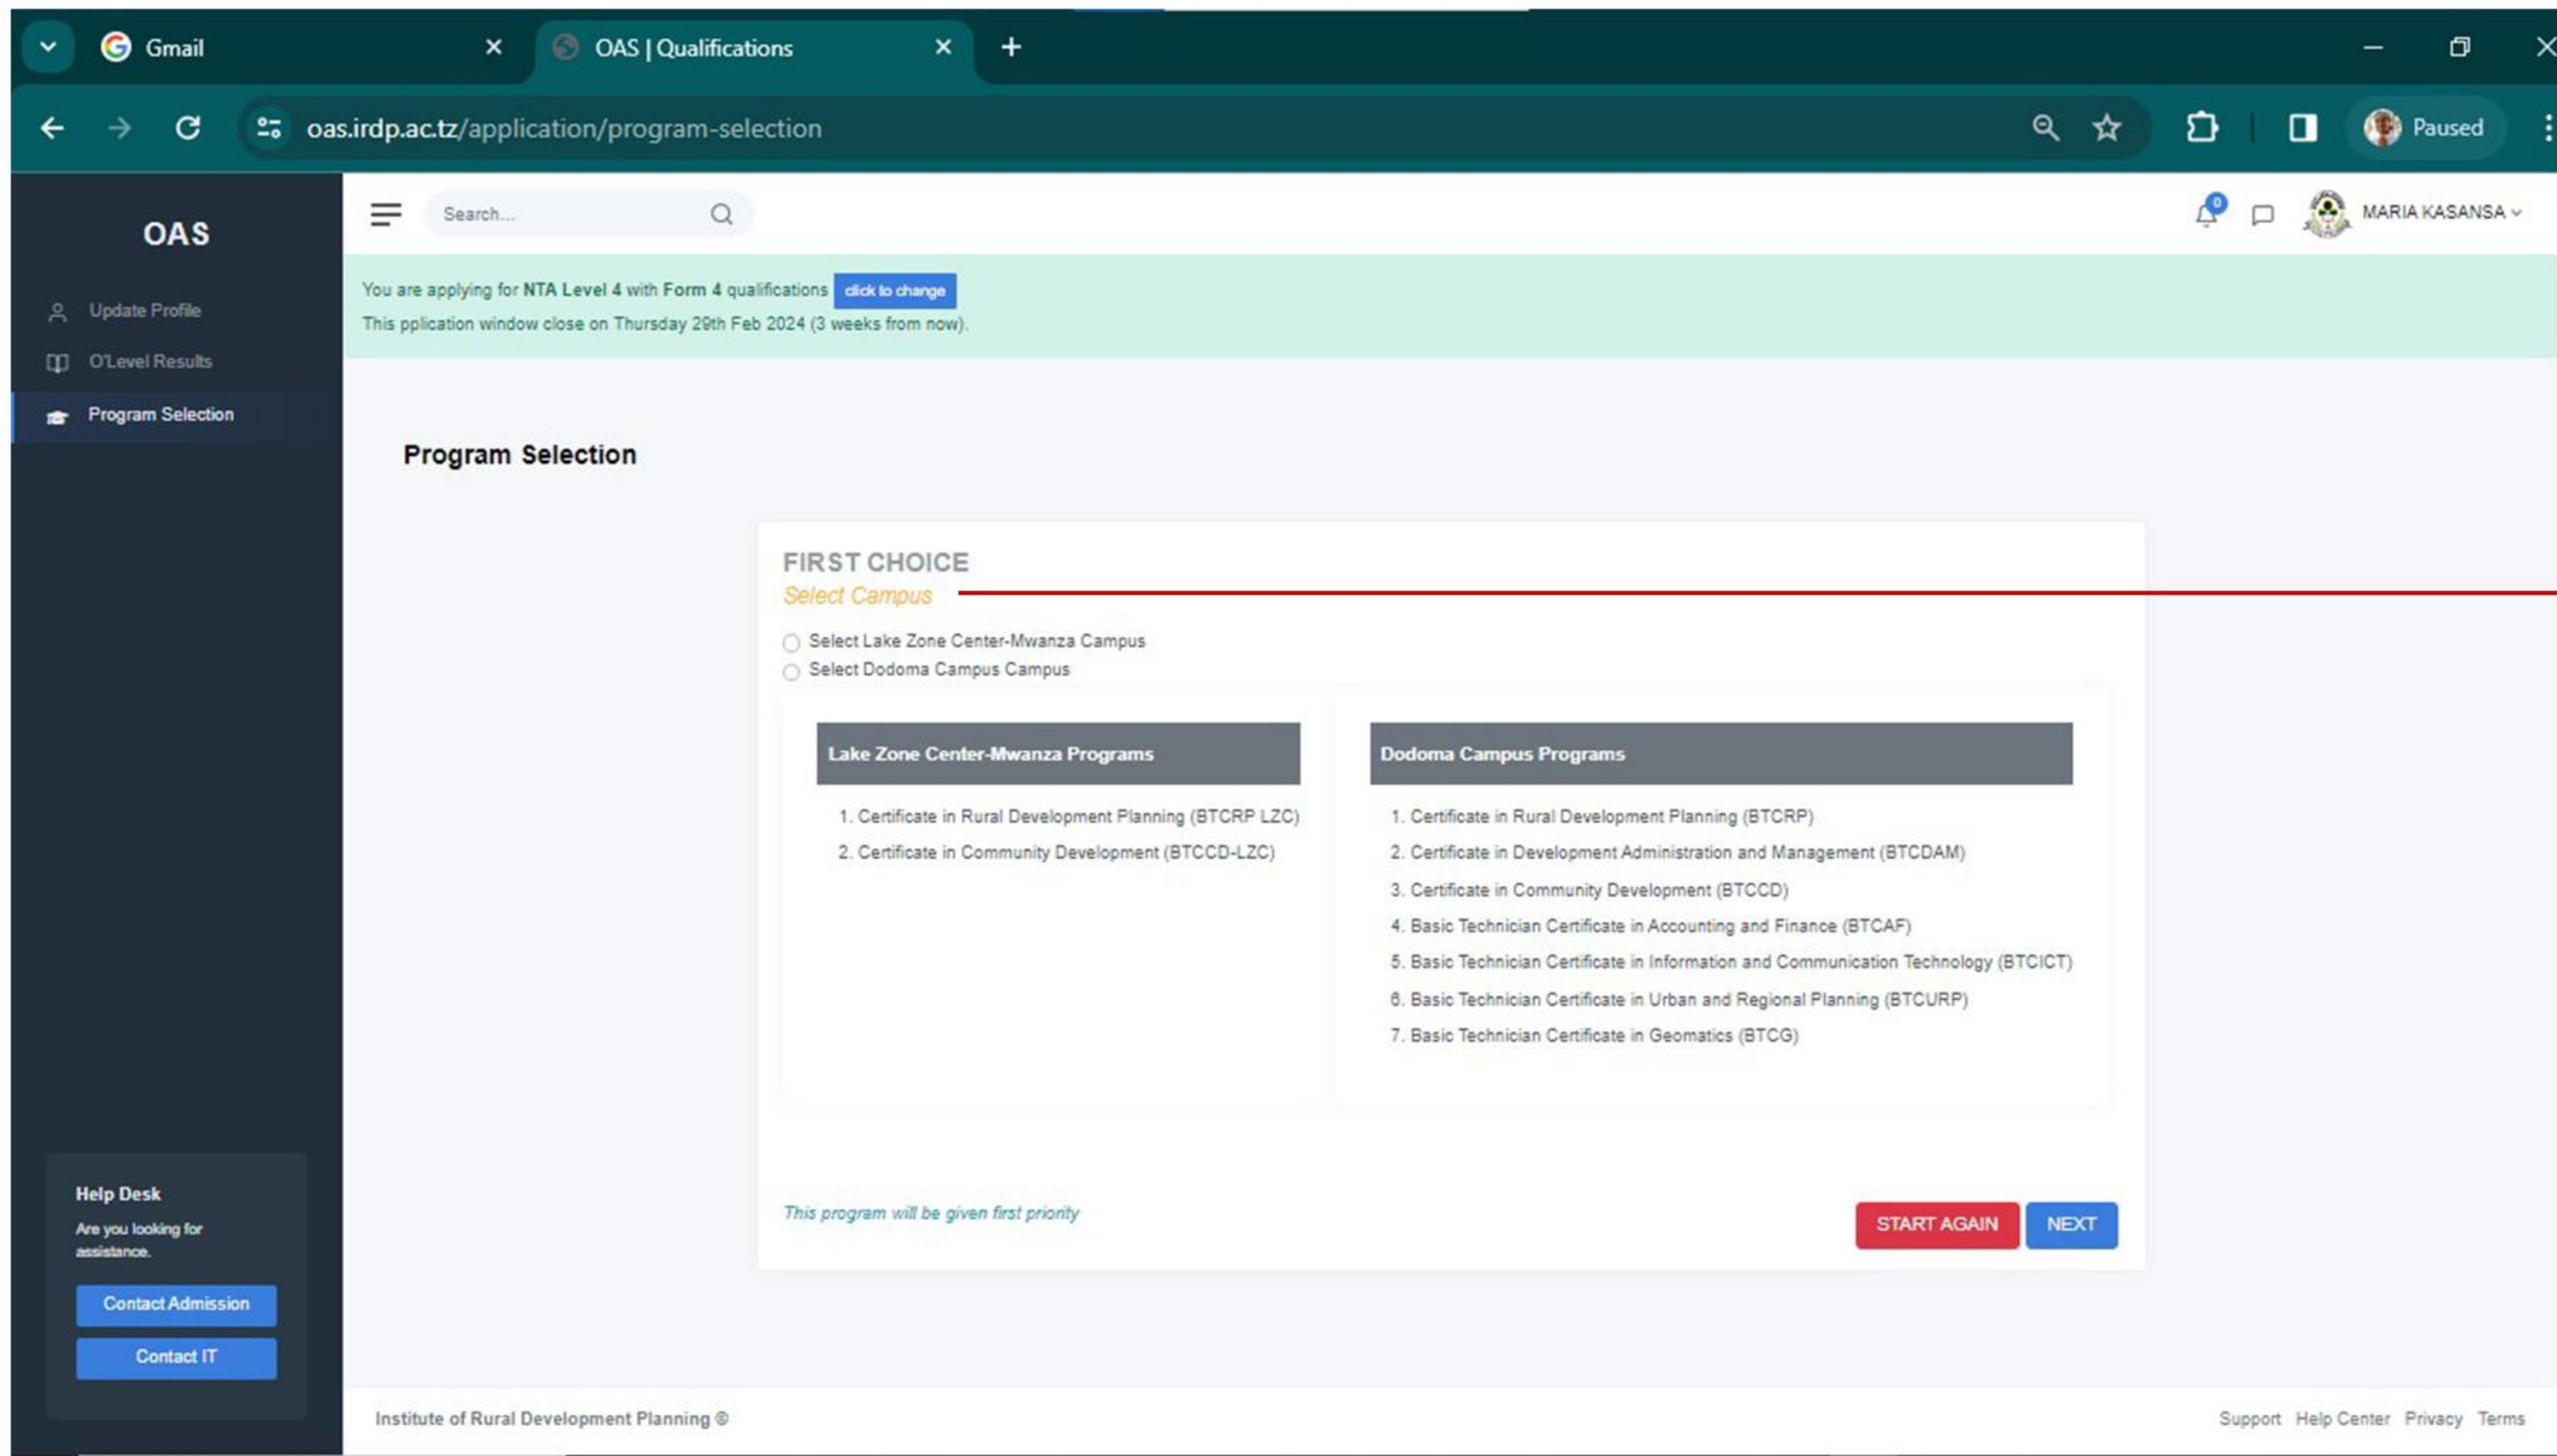 Gmail
OAS | Qualifications
oas.irdp.ac.tz/application/program-selection
Paused
OAS
Search...
0
MARIA KASANSA
Update Profile
O'Level Results
Program Selection
You are applying for NTA Level 4 with Form 4 qualifications click to change
This pplication window close on Thursday 29th Feb 2024 (3 weeks from now).
Program Selection
FIRST CHOICE
Select Campus
Select Lake Zone Center-Mwanza Campus
Select Dodoma Campus Campus
Lake Zone Center-Mwanza Programs
1. Certificate in Rural Development Planning (BTCRP LZC)
2. Certificate in Community Development (BTCCD-LZC)
Dodoma Campus Programs
1. Certificate in Rural Development Planning (BTCRP)
2. Certificate in Development Administration and Management (BTCDAM)
3. Certificate in Community Development (BTCCD)
4. Basic Technician Certificate in Accounting and Finance (BTCAF)
5. Basic Technician Certificate in Information and Communication Technology (BTCICT)
6. Basic Technician Certificate in Urban and Regional Planning (BTCURP)
7. Basic Technician Certificate in Geomatics (BTCG)
This program will be given first priority
START AGAIN
NEXT
Help Desk
Are you looking for
assistance.
Contact Admission
Contact IT
Institute of Rural Development Planning ©
Support Help Center Privacy Terms